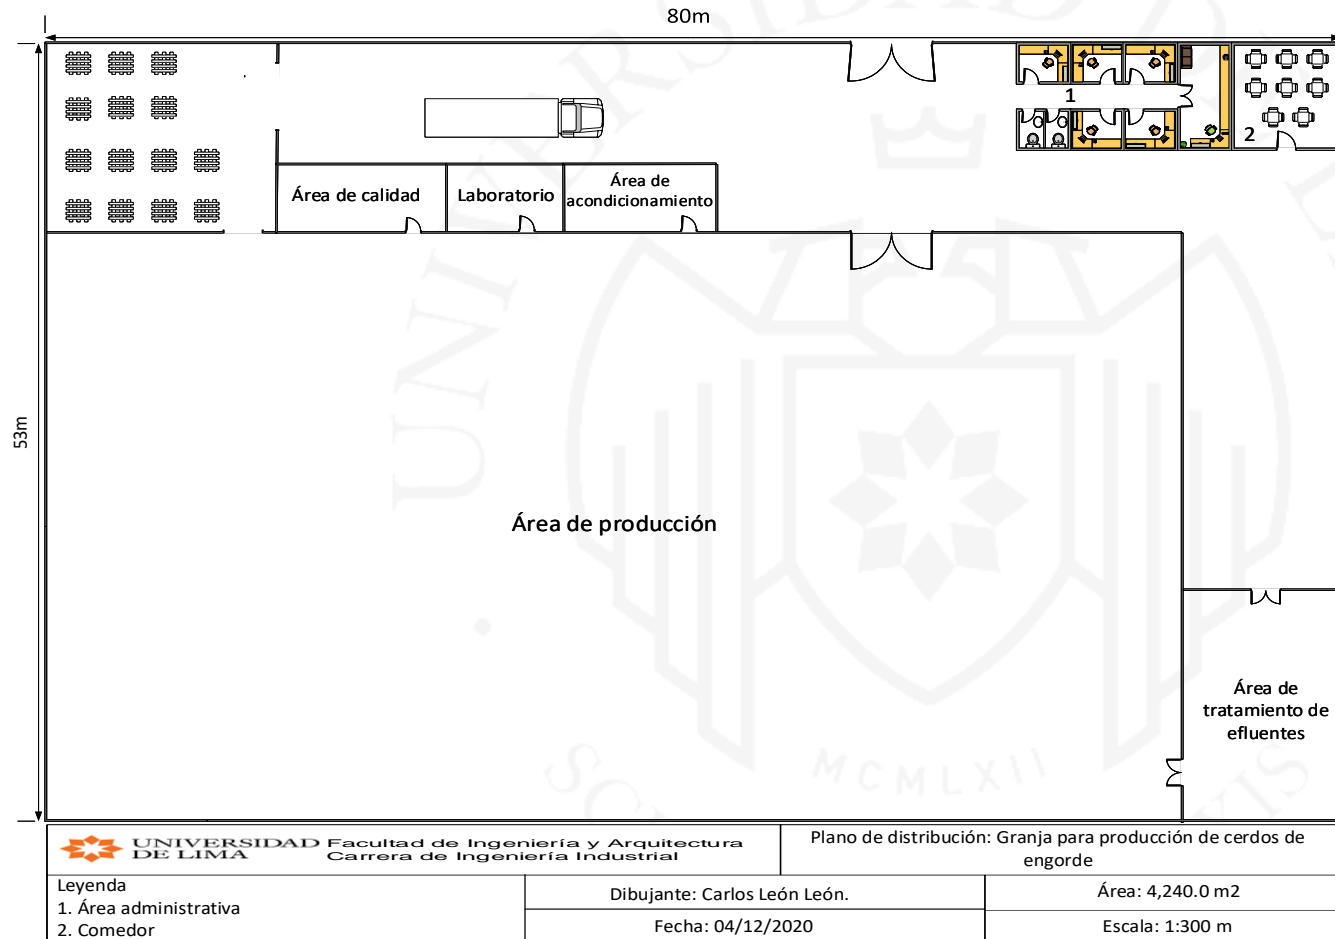 80m
1
2
Área de calidad
Laboratorio
Área de
acondicionamiento
53m
Área de producción
Área de
tratamiento de
efluentes
UNIVERSIDAD
DE LIMA
Facultad de Ingeniería y Arquitectura
Carrera de Ingeniería Industrial
Plano de distribución: Granja para producción de cerdos de
engorde
Leyenda
1. Área administrativa
2. Comedor
Dibujante: Carlos León León.
Fecha: 04/12/2020
Área: 4,240.0 m2
Escala: 1:300 m
MCMLXII